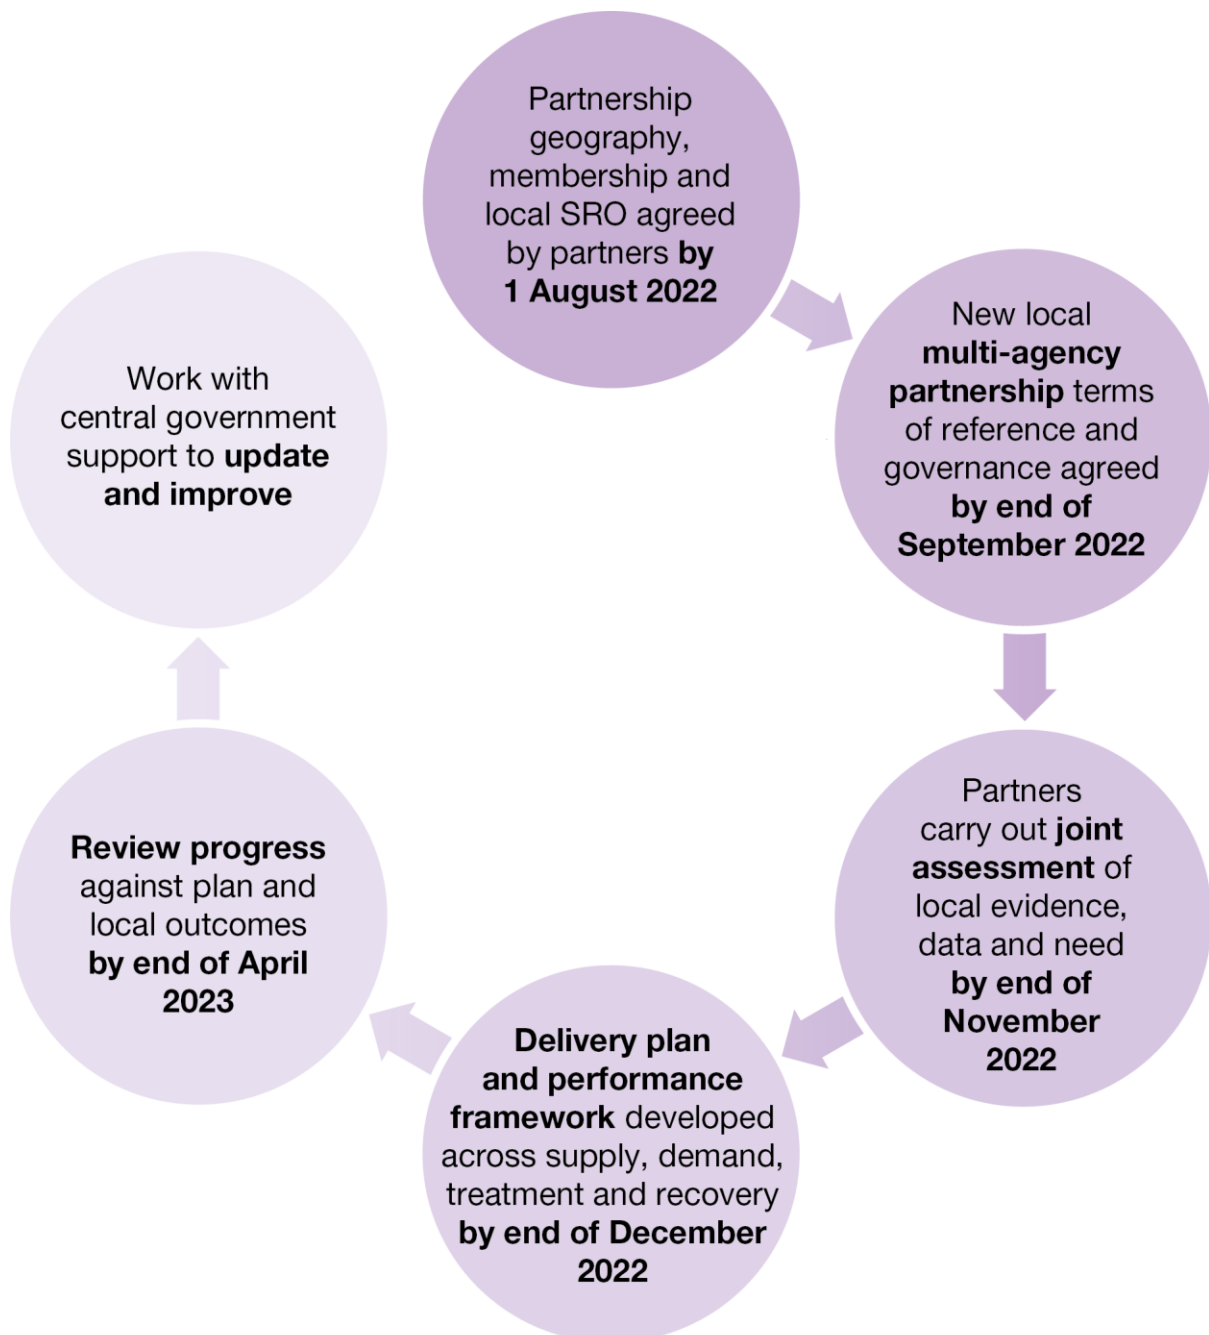 Partnership
geography,
membership and
local SRO agreed
by partners by
1 August 2022
New local
multi-agency
partnership terms
of reference and
governance agreed
by end of
September 2022
Partners
carry out joint
assessment of
local evidence,
data and need
by end of
November
2022
Delivery plan
and performance
framework developed
across supply, demand,
treatment and recovery
by end of December
2022
Review progress
against plan and
local outcomes
by end of April
2023
Work with
central government
support to update
and improve